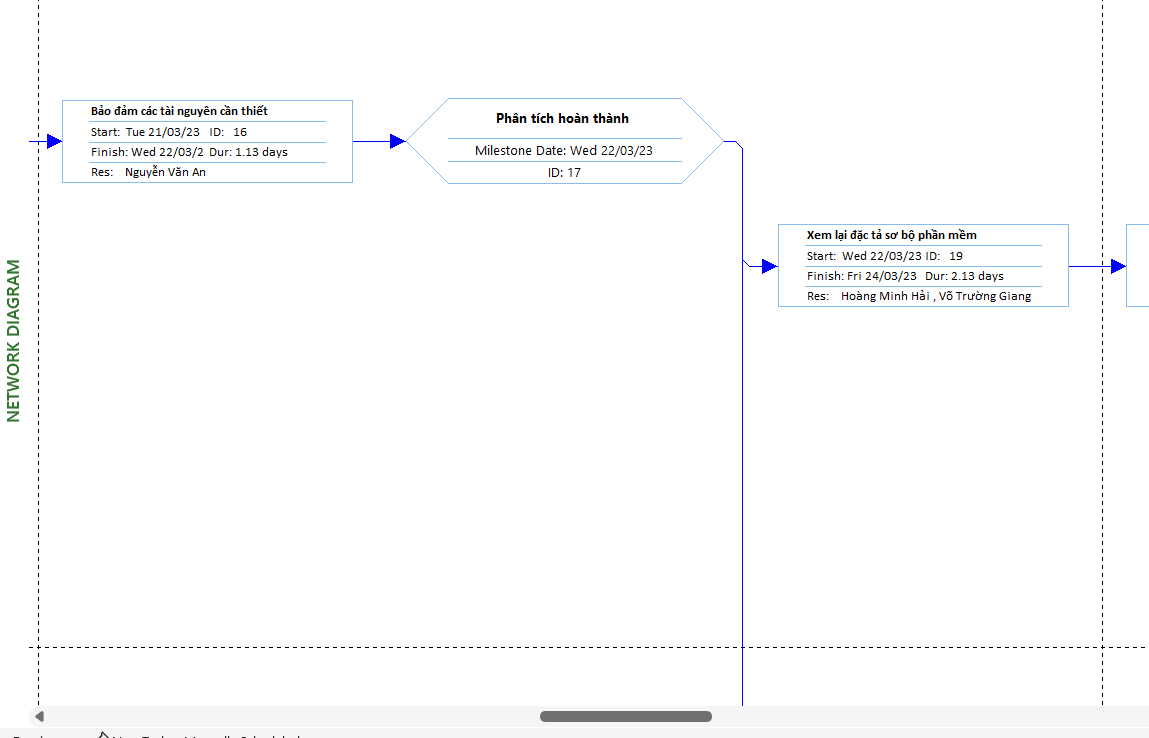 NETWORK DIAGRAM
Bảo đảm các tài nguyên cần thiết
Start: Tue 21/03/23 ID: 16
Finish: Wed 22/03/2 Dur: 1.13 days
Res: Nguyễn Văn An
Phân tích hoàn thành
Milestone Date: Wed 22/03/23
ID: 17
Xem lại đặc tả sơ bộ phần mềm
Start: Wed 22/03/23 ID: 19
Finish: Fri 24/03/23 Dur: 2.13 days
Res: Hoàng Minh Hải , Võ Trường Giang